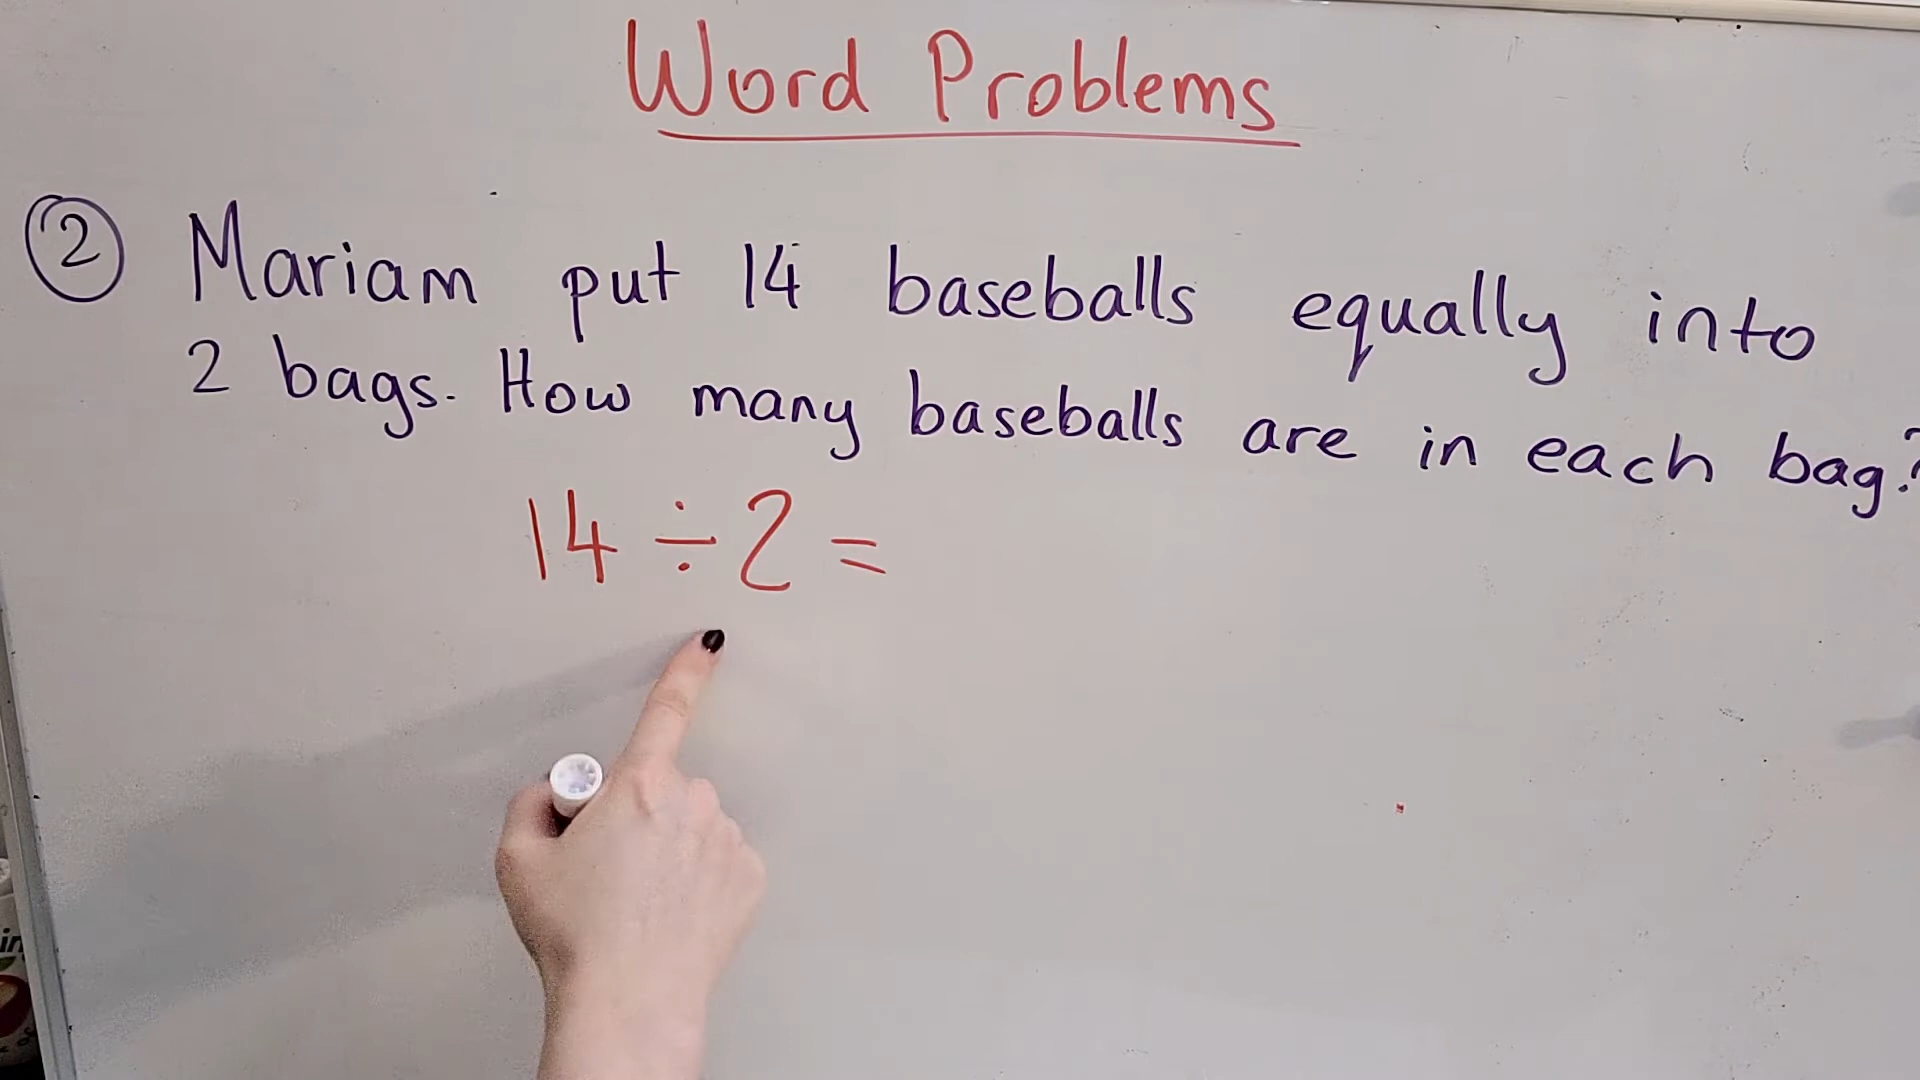 Word Problems
2 Mariam put 14 baseballs equally into
2 bags. How many baseballs are in each bag?
14 ÷ 2 =
in